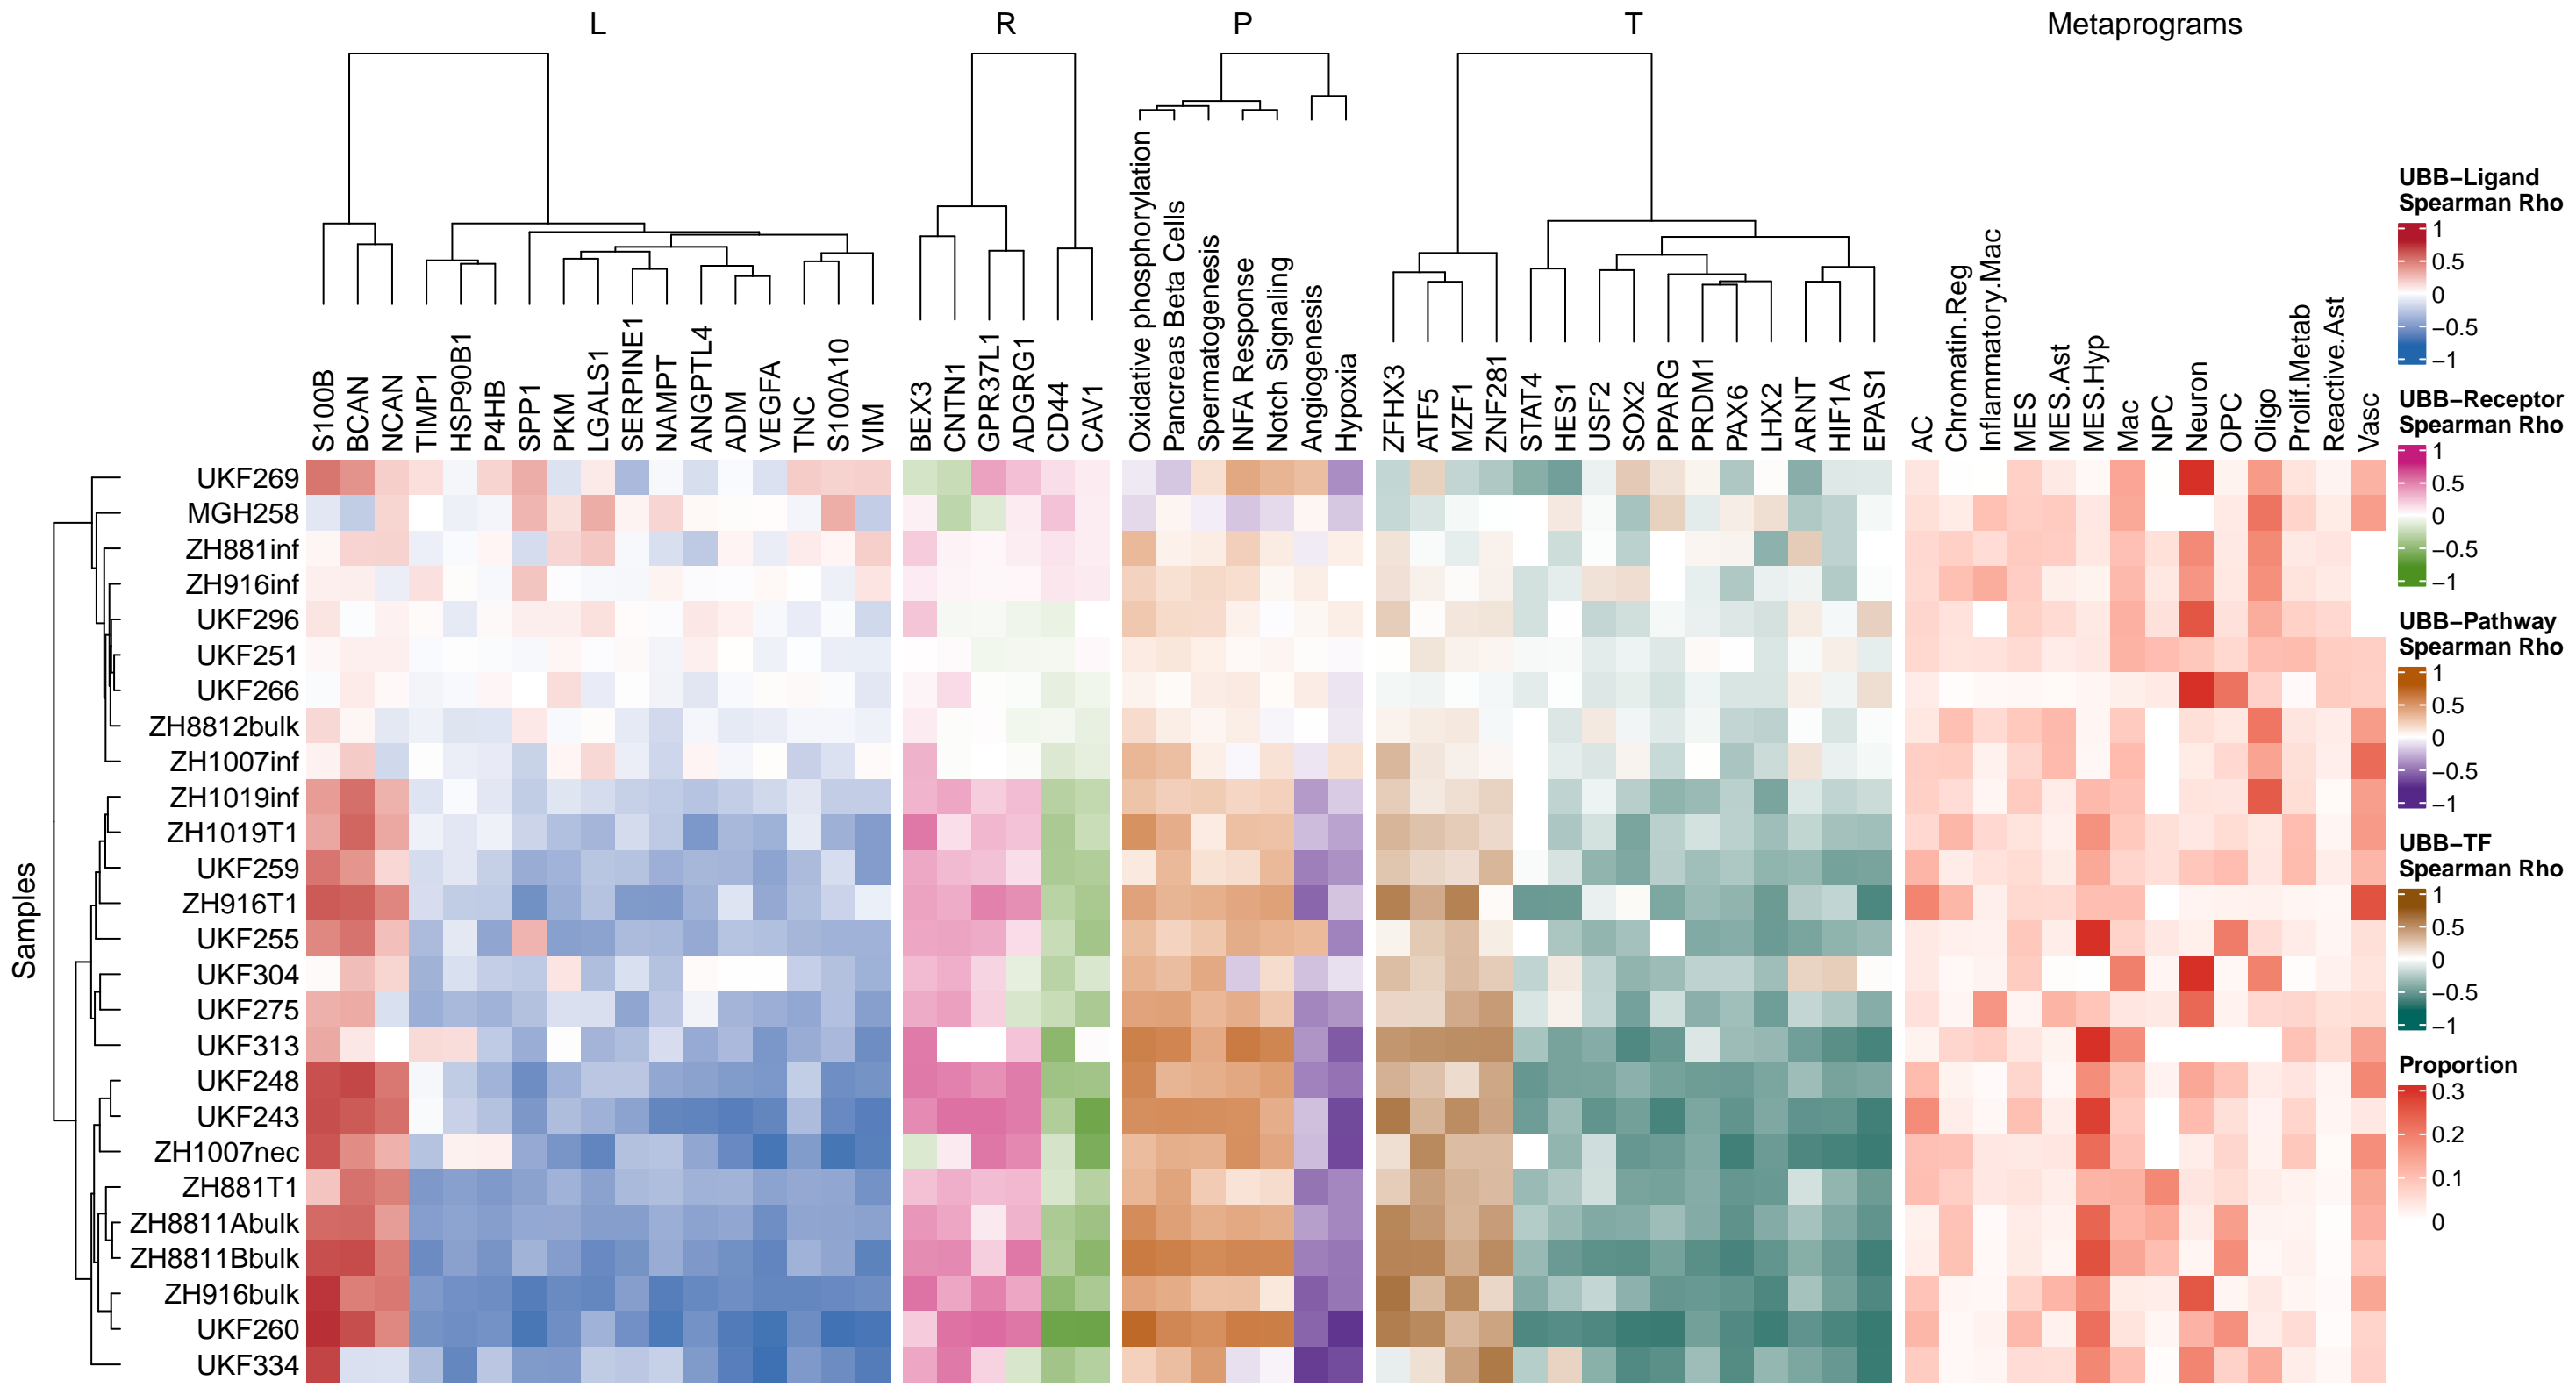 L
R
P
T
Metaprograms
S100B
BCAN
NCAN
TIMP1
HSP90B1
P4HB
SPP1
PKM
LGALS1
SERPINE1
NAMPT
ANGPTL4
ADM
VEGFA
TNC
S100A10
VIM
BEX3
CNTN1
GPR37L1
ADGRG1
CD44
CAV1
Oxidative phosphorylation
Pancreas Beta Cells
Spermatogenesis
INFA Response
Notch Signaling
Angiogenesis
Hypoxia
ZFHX3
ATF5
MZF1
ZNF281
STAT4
HES1
USF2
SOX2
PPARG
PRDM1
PAX6
LHX2
ARNT
HIF1A
EPAS1
AC
Chromatin.Reg
Inflammatory.Mac
MES
MES.Ast
MES.Hyp
Mac
NPC
Neuron
OPC
Oligo
Prolif.Metab
Reactive.Ast
Vasc
Samples
UKF269
MGH258
ZH881inf
ZH916inf
UKF296
UKF251
UKF266
ZH8812bulk
ZH1007inf
ZH1019inf
ZH1019T1
UKF259
ZH916T1
UKF255
UKF304
UKF275
UKF313
UKF248
UKF243
ZH1007nec
ZH881T1
ZH8811Abulk
ZH8811Bbulk
ZH916bulk
UKF260
UKF334
UBB−Ligand
Spearman Rho
1
0.5
0
−0.5
−1
UBB−Receptor
Spearman Rho
1
0.5
0
−0.5
−1
UBB−Pathway
Spearman Rho
1
0.5
0
−0.5
−1
UBB−TF
Spearman Rho
1
0.5
0
−0.5
−1
Proportion
0.3
0.2
0.1
0